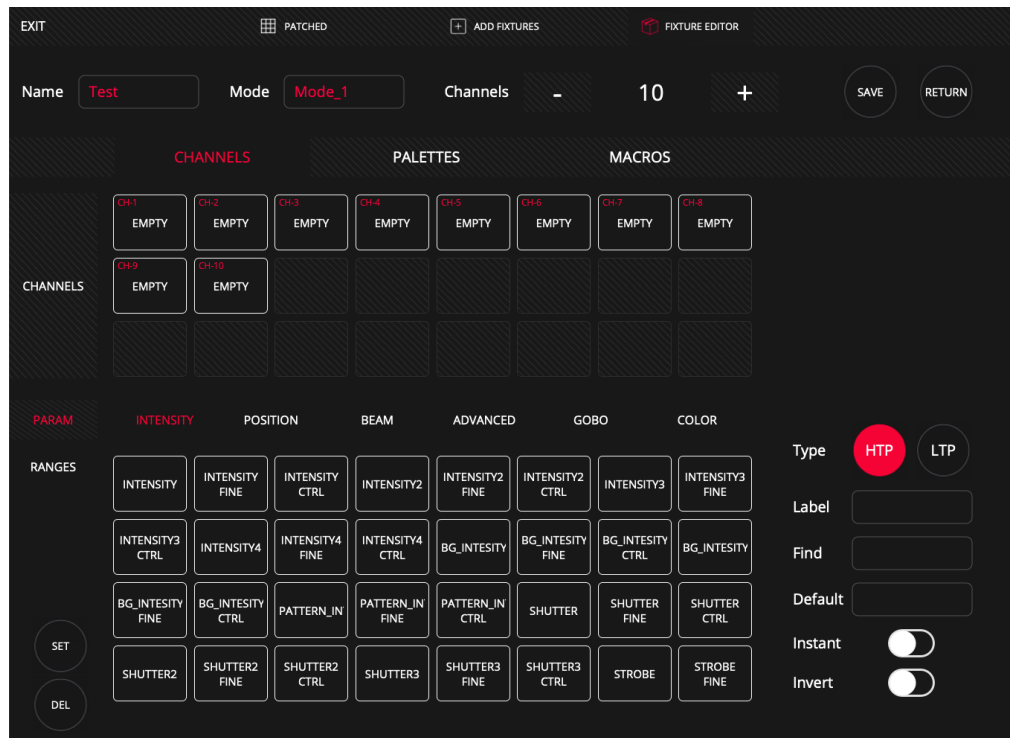 EXIT
PATCHED
ADD FIXTURES
FIXTURE EDITOR
Name
Test
Mode
Mode_1
Channels
-
10
+
SAVE
RETURN
CHANNELS
PALETTES
MACROS
CHANNELS
CH-1
EMPTY
CH-2
EMPTY
CH-3
EMPTY
CH-4
EMPTY
CH-5
EMPTY
CH-6
EMPTY
CH-7
EMPTY
CH-8
EMPTY
CH-9
EMPTY
CH-10
EMPTY
PARAM
RANGES
SET
DEL
INTENSITY
POSITION
BEAM
ADVANCED
GOBO
COLOR
INTENSITY
INTENSITY
FINE
INTENSITY
CTRL
INTENSITY2
INTENSITY2
FINE
INTENSITY2
CTRL
INTENSITY3
INTENSITY3
FINE
INTENSITY3
CTRL
INTENSITY4
INTENSITY4
FINE
INTENSITY4
CTRL
BG_INTESITY
BG_INTESITY
FINE
BG_INTESITY
CTRL
BG_INTESITY
BG_INTESITY
FINE
BG_INTESITY
CTRL
PATTERN_IN
PATTERN_IN
FINE
PATTERN_IN
CTRL
SHUTTER
SHUTTER
FINE
SHUTTER
CTRL
SHUTTER2
SHUTTER2
FINE
SHUTTER2
CTRL
SHUTTER3
SHUTTER3
FINE
SHUTTER3
CTRL
STROBE
STROBE
FINE
Type
HTP
LTP
Label
Find
Default
Instant
Invert